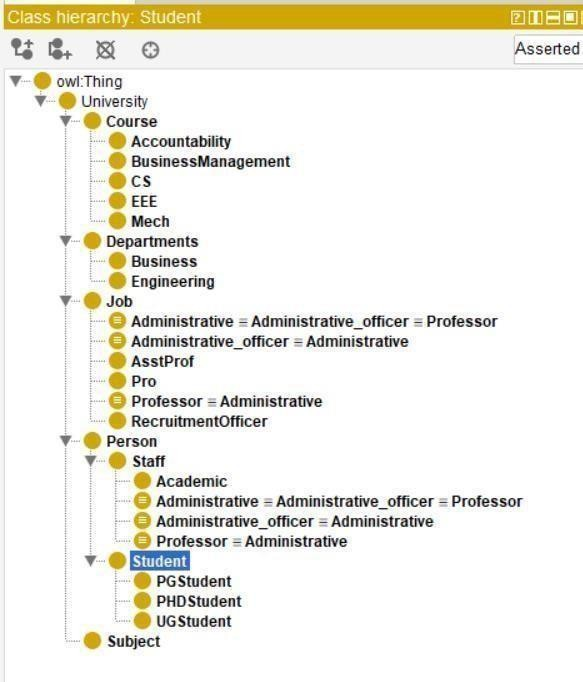 Class hierarchy: Student
Asserted
owl:Thing
University
Course
Accountability
BusinessManagement
CS
EEE
Mech
Departments
Business
Engineering
Job
Administrative ≡ Administrative_officer ≡ Professor
Administrative_officer ≡ Administrative
AsstProf
Pro
Professor ≡ Administrative
RecruitmentOfficer
Person
Staff
Academic
Administrative ≡ Administrative_officer ≡ Professor
Administrative_officer ≡ Administrative
Professor ≡ Administrative
Student
PGStudent
PHDStudent
UGStudent
Subject